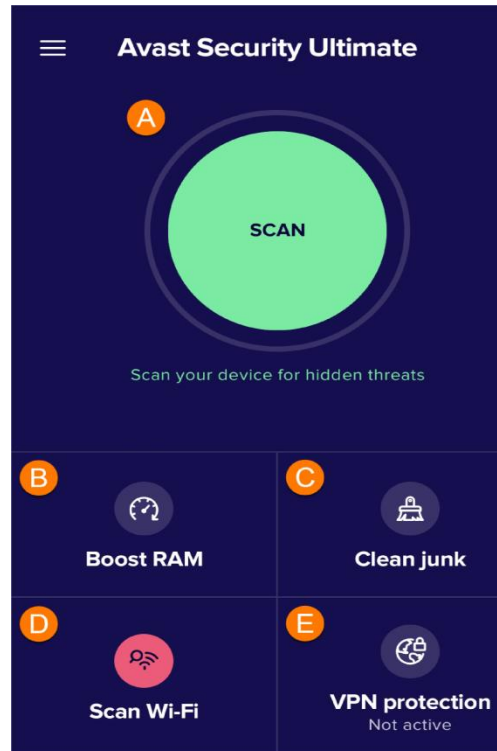 Avast Security Ultimate
A
SCAN
Scan your device for hidden threats
B
Boost RAM
C
Clean junk
D
Scan Wi-Fi
E
VPN protection
Not active